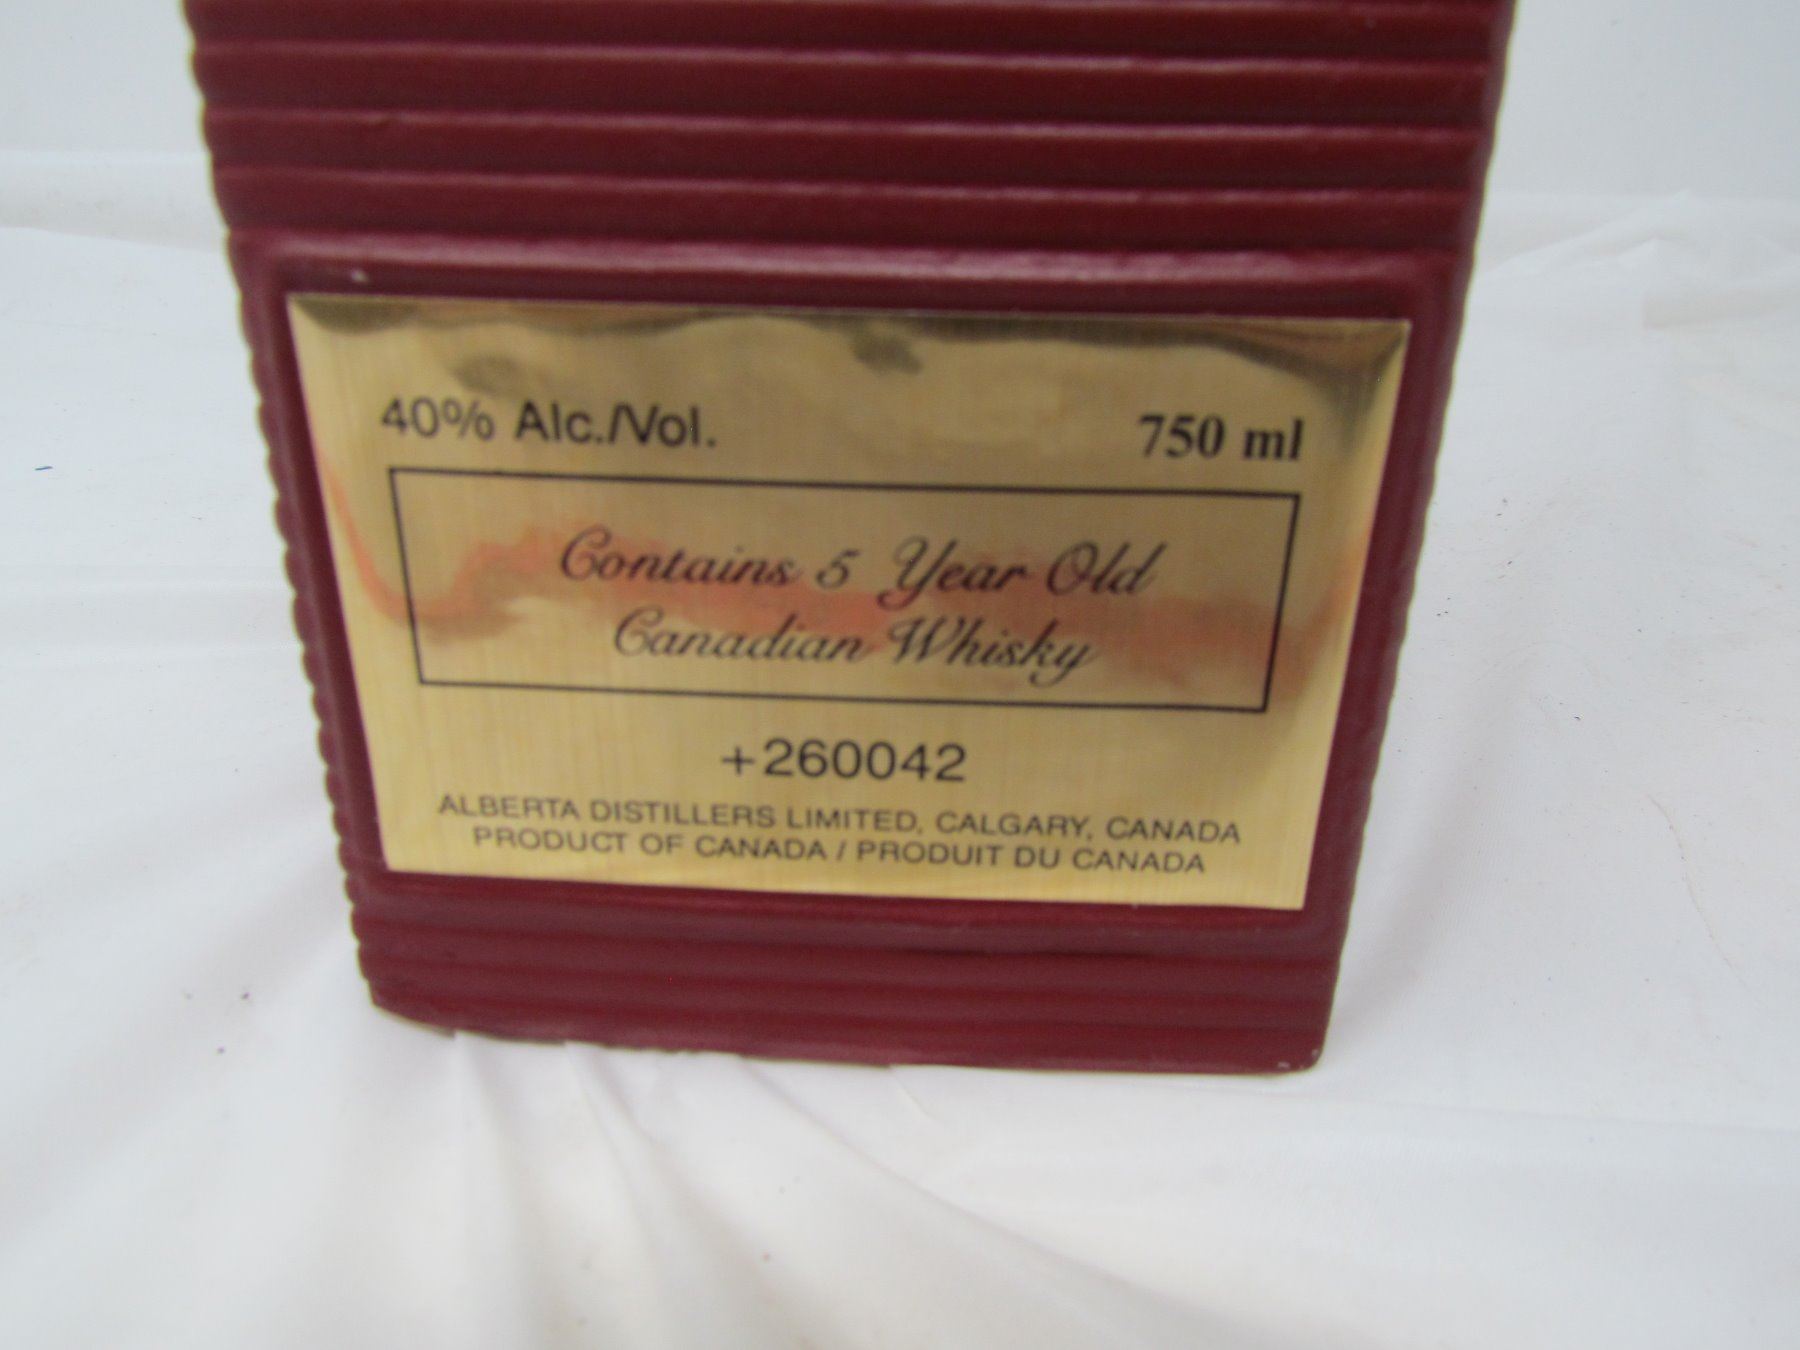 40% Alc./Vol. 750 ml
Contains 5 Year Old
Canadian Whisky
+260042
ALBERTA DISTILLERS LIMITED, CALGARY, CANADA
PRODUCT OF CANADA / PRODUIT DU CANADA